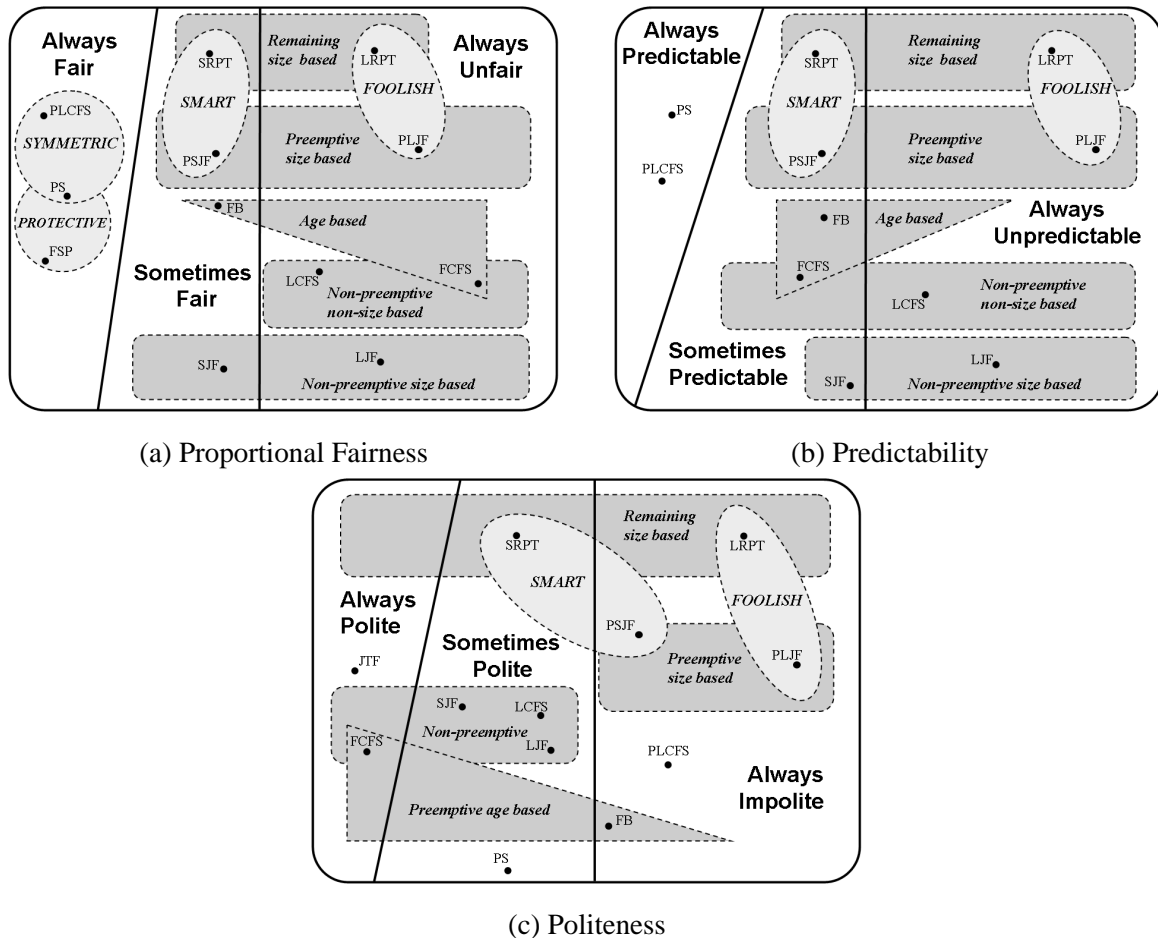 Always
Fair
PLCFS
SYMMETRIC
PS
PROTECTIVE
FSP
Remaining
size based
SRPT
LRPT
SMART
FOOLISH
Always
Unfair
Preemptive
size based
PSJF
PLJF
FB
Age based
Sometimes
Fair
LCFS
FCFS
Non-preemptive
non-size based
SJF
LJF
Non-preemptive size based
(a) Proportional Fairness
Always
Predictable
PS
PLCFS
Remaining
size based
SRPT
LRPT
SMART
FOOLISH
Preemptive
size based
PSJF
PLJF
FB
Age based
Always
Unpredictable
FCFS
LCFS
Non-preemptive
non-size based
Sometimes
Predictable
SJF
LJF
Non-preemptive size based
(b) Predictability
Remaining
size based
SRPT
LRPT
SMART
FOOLISH
Always
Polite
JTF
Sometimes
Polite
PSJF
Preemptive
size based
PLJF
SJF
LCFS
Non-preemptive
FCFS
LJF
PLCFS
Always
Impolite
Preemptive age based
FB
PS
(c) Politeness